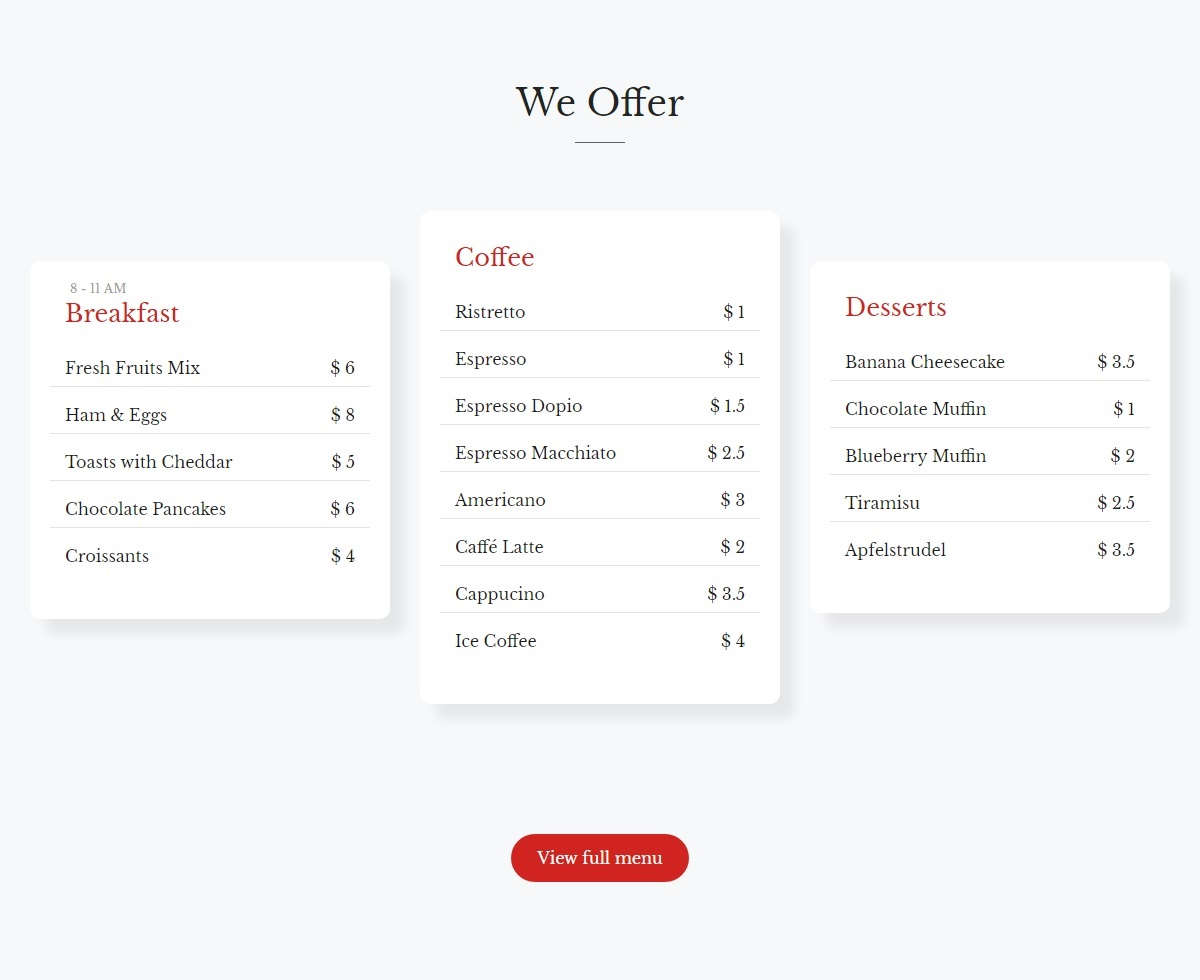 We Offer
8 - 11 AM
Breakfast
Fresh Fruits Mix $ 6
Ham & Eggs $ 8
Toasts with Cheddar $ 5
Chocolate Pancakes $ 6
Croissants $ 4
Coffee
Ristretto $ 1
Espresso $ 1
Espresso Dopio $ 1.5
Espresso Macchiato $ 2.5
Americano $ 3
Caffé Latte $ 2
Cappucino $ 3.5
Ice Coffee $ 4
Desserts
Banana Cheesecake $ 3.5
Chocolate Muffin $ 1
Blueberry Muffin $ 2
Tiramisu $ 2.5
Apfelstrudel $ 3.5
View full menu